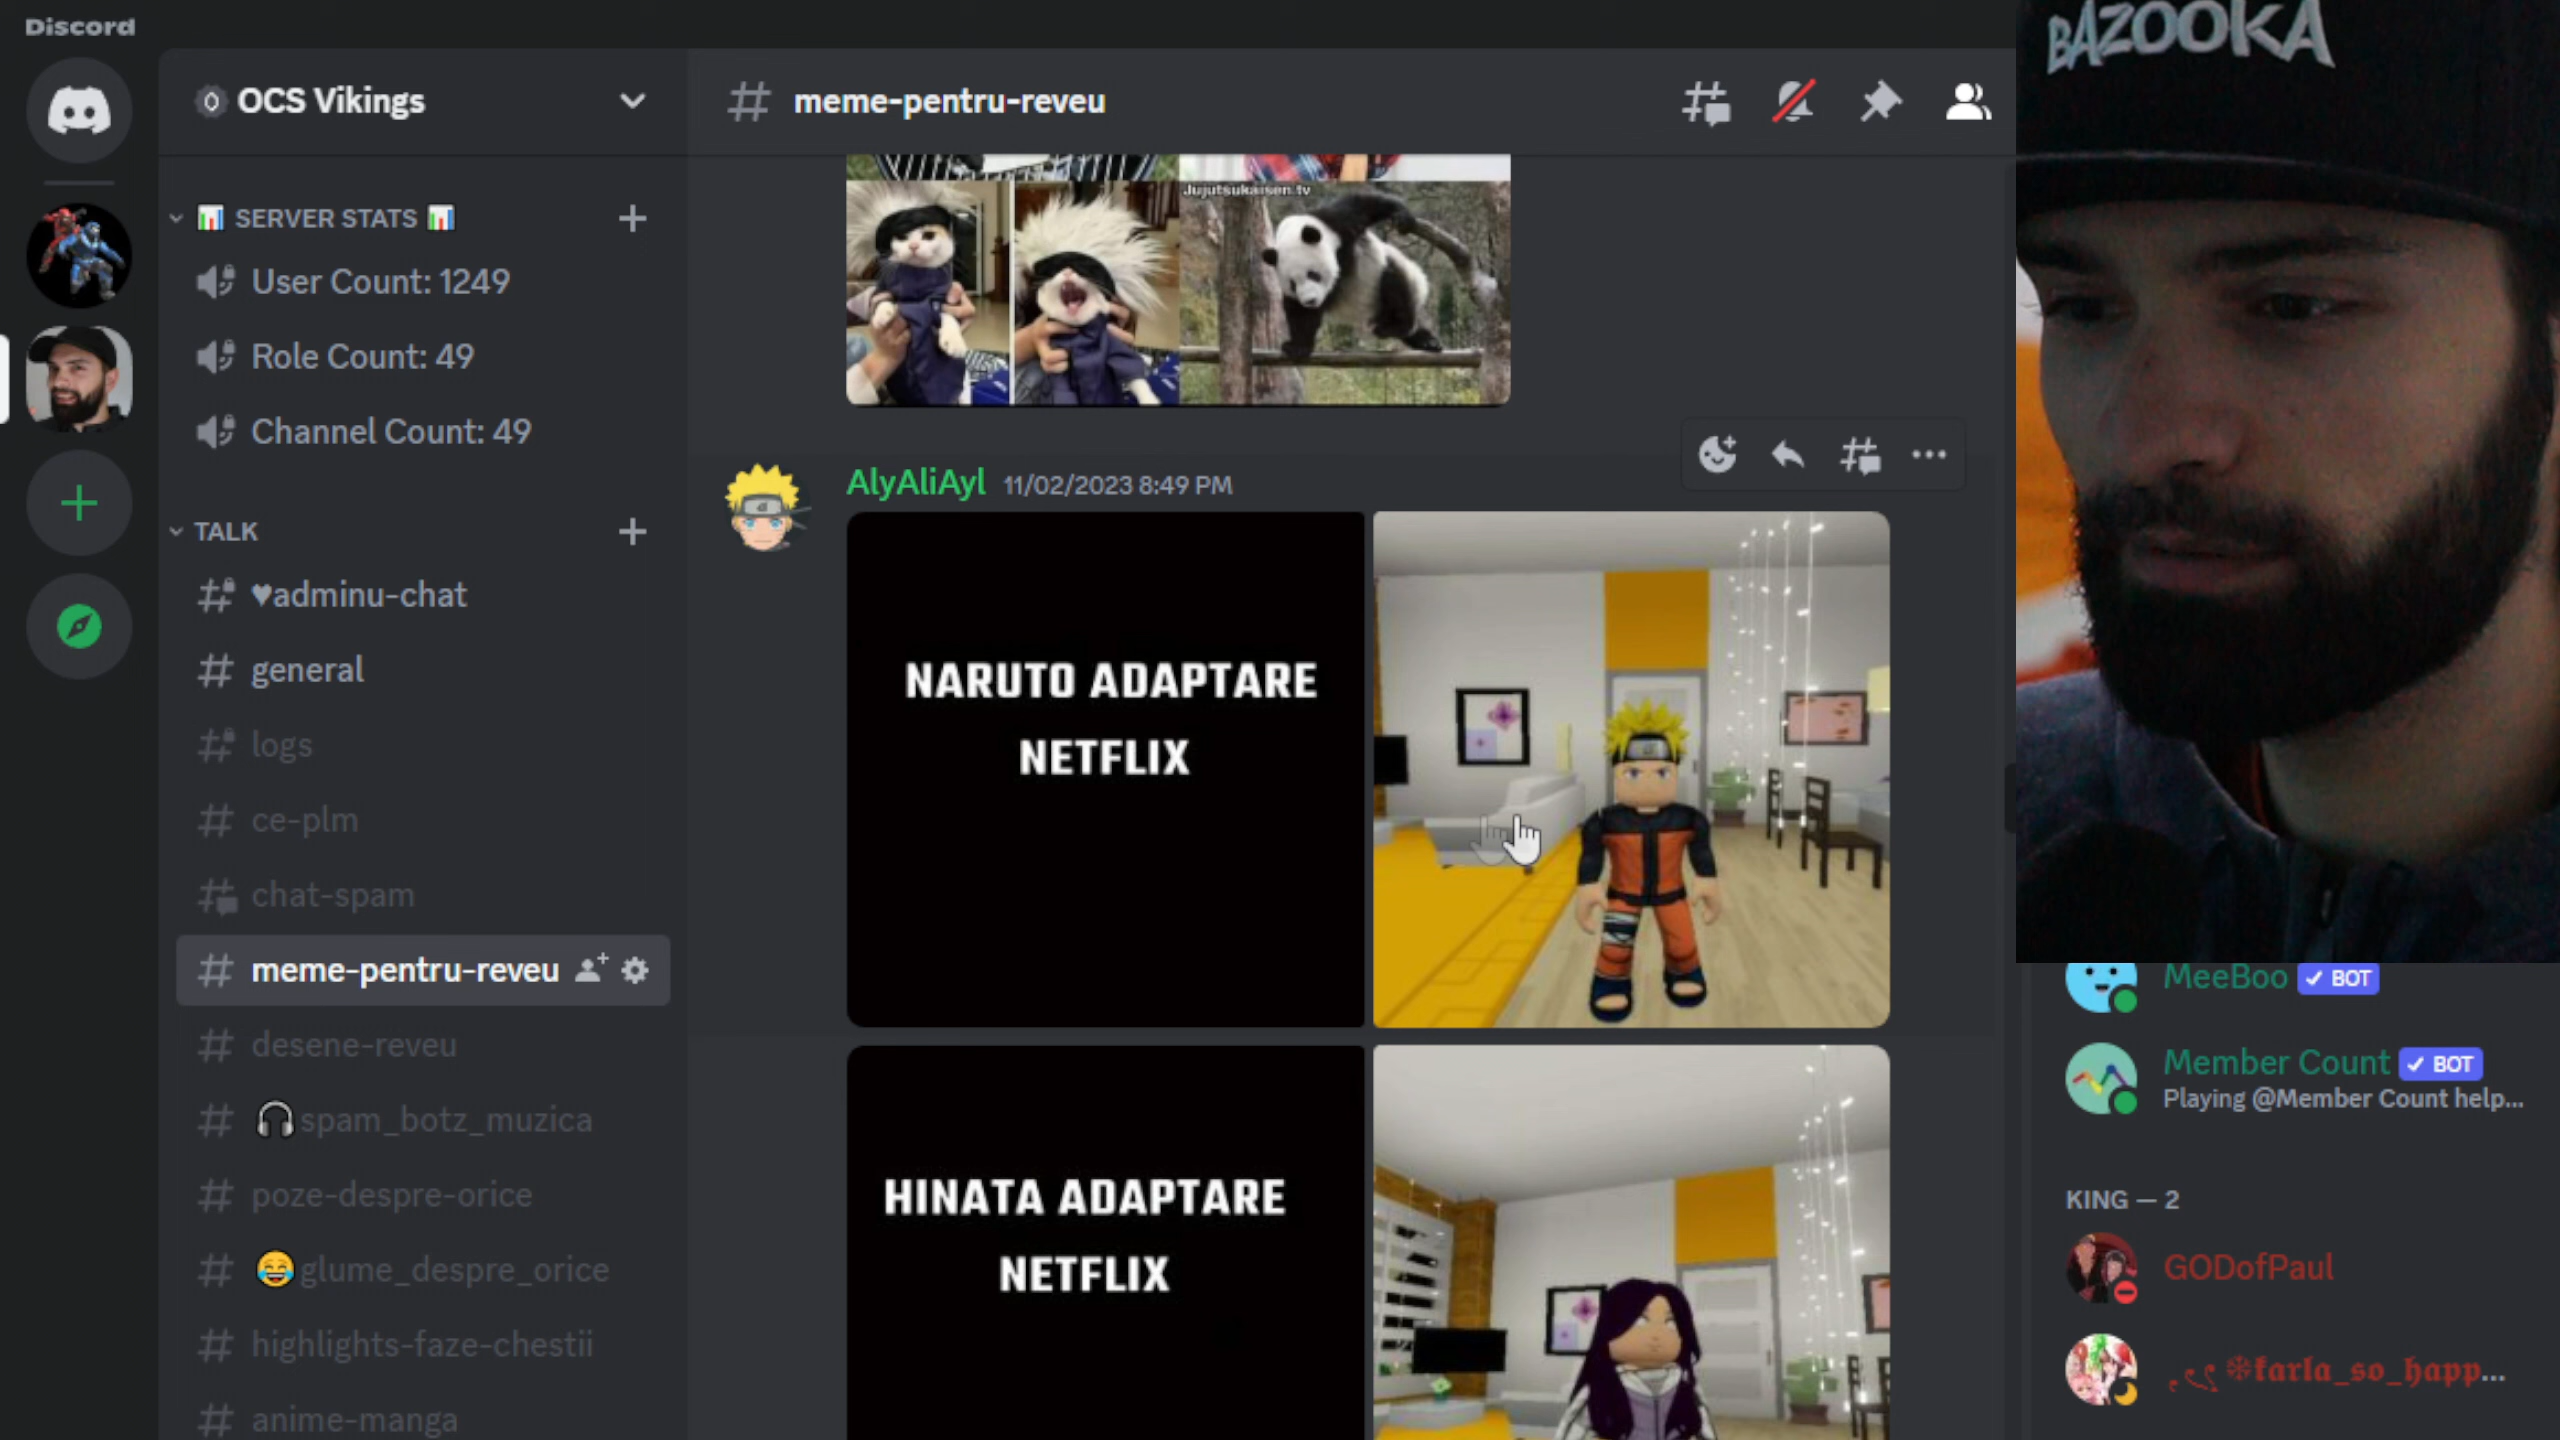 Discord
OCS Vikings
SERVER STATS
User Count: 1249
Role Count: 49
Channel Count: 49
TALK
♥adminu-chat
general
logs
ce-plm
chat-spam
meme-pentru-reveu
desene-reveu
spam_botz_muzica
poze-despre-orice
😂glume_despre_orice
highlights-faze-chestii
anime-manga
meme-pentru-reveu
Jujutsukaisen.tv
AlyAliAyl 11/02/2023 8:49 PM
NARUTO ADAPTARE
NETFLIX
HINATA ADAPTARE
NETFLIX
BAZOOKA
MeeBoo ✓ BOT
Member Count ✓ BOT
Playing @Member Count help...
KING — 2
GODofPaul
❄𝖐𝖆𝖗𝖑𝖆_𝖘𝖔_𝖍𝖆𝖕𝖕...